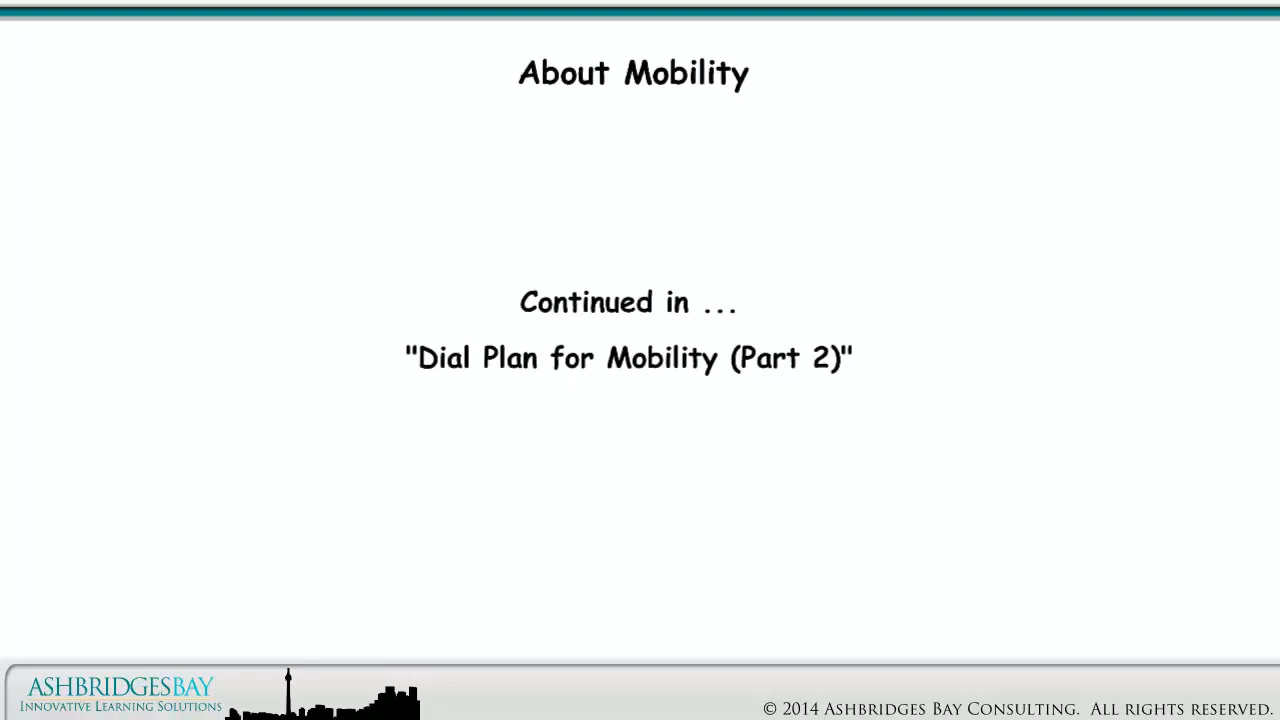 About Mobility
Continued in ...
"Dial Plan for Mobility (Part 2)"
ASHBRIDGESBAY
INNOVATIVE LEARNING SOLUTIONS
© 2014 ASHBRIDGES BAY CONSULTING. ALL RIGHTS RESERVED.